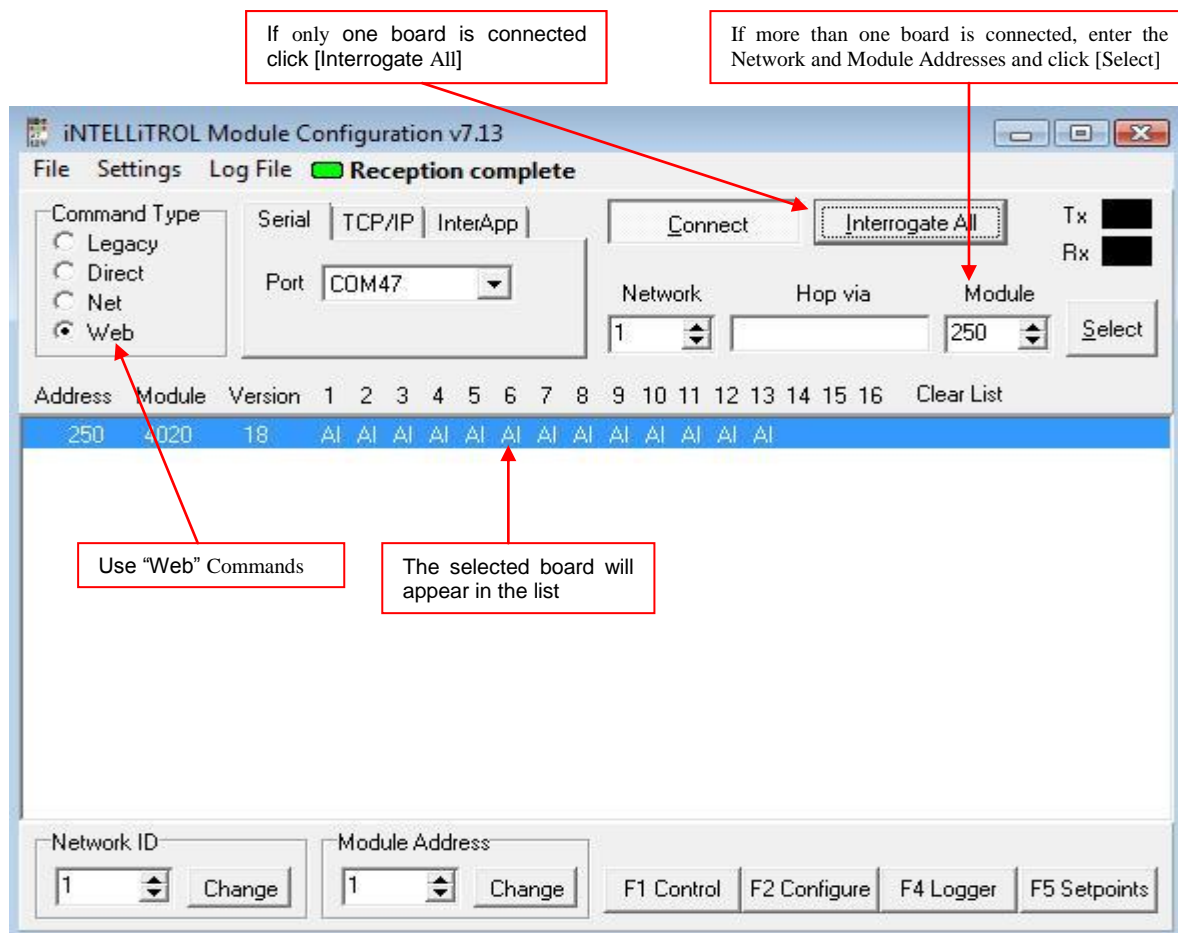 If only one board is connected
click [Interrogate All]
If more than one board is connected, enter the
Network and Module Addresses and click [Select]
iNTELLiTROL Module Configuration v7.13
File Settings Log File Reception complete
Command Type
Legacy
Direct
Net
Web
Serial TCP/IP InterApp
Port COM47
Connect Interrogate All
Tx
Rx
Network Hop via Module
1 250 Select
Address Module Version 1 2 3 4 5 6 7 8 9 10 11 12 13 14 15 16 Clear List
250 4020 18 AI AI AI AI AI AI AI AI AI AI AI AI AI
Use “Web” Commands
The selected board will
appear in the list
Network ID
1 Change
Module Address
1 Change
F1 Control F2 Configure F4 Logger F5 Setpoints